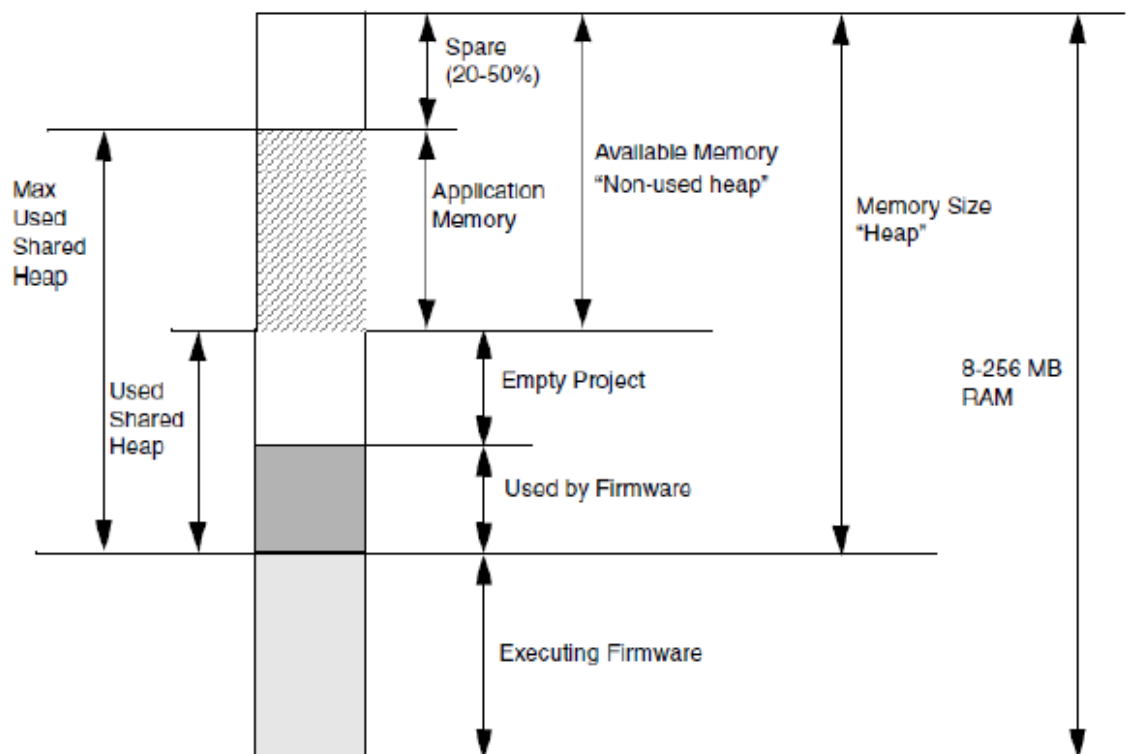 Spare
(20-50%)
Available Memory
“Non-used heap”
Max
Used
Shared
Heap
Application
Memory
Memory Size
“Heap”
Used
Shared
Heap
Empty Project
8-256 MB
RAM
Used by Firmware
Executing Firmware